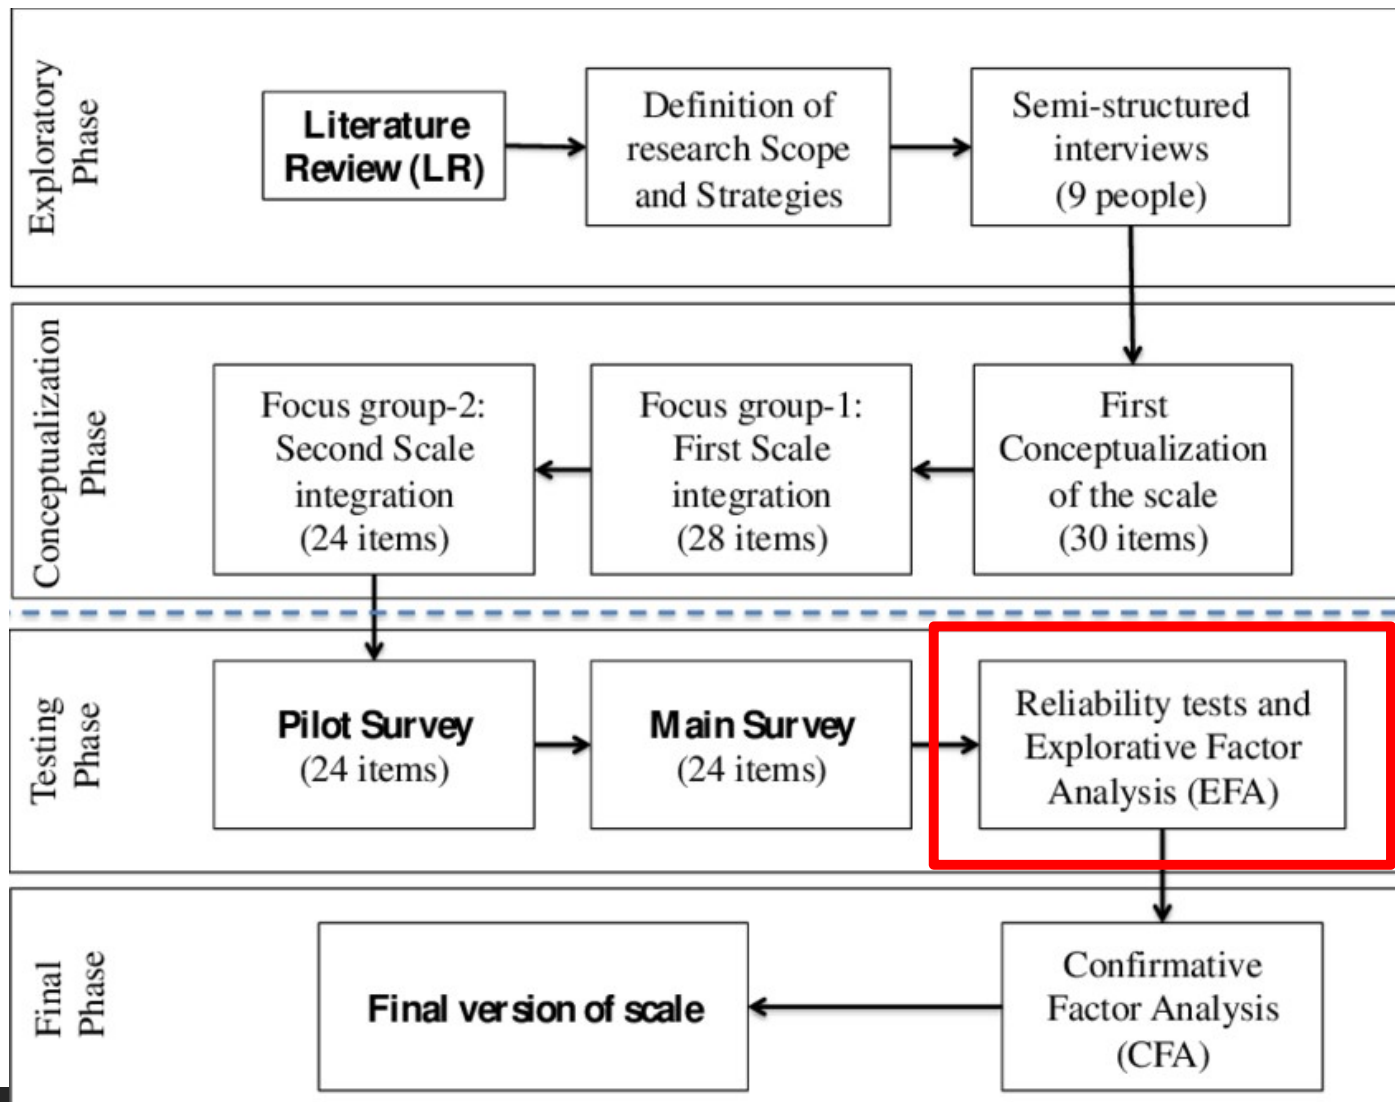 Exploratory
Phase
Literature
Review (LR)
Definition of
research Scope
and Strategies
Semi-structured
interviews
(9 people)
Conceptualization
Phase
Focus group-2:
Second Scale
integration
(24 items)
Focus group-1:
First Scale
integration
(28 items)
First
Conceptualization
of the scale
(30 items)
Testing
Phase
Pilot Survey
(24 items)
Main Survey
(24 items)
Reliability tests and
Explorative Factor
Analysis (EFA)
Final
Phase
Final version of scale
Confirmative
Factor Analysis
(CFA)